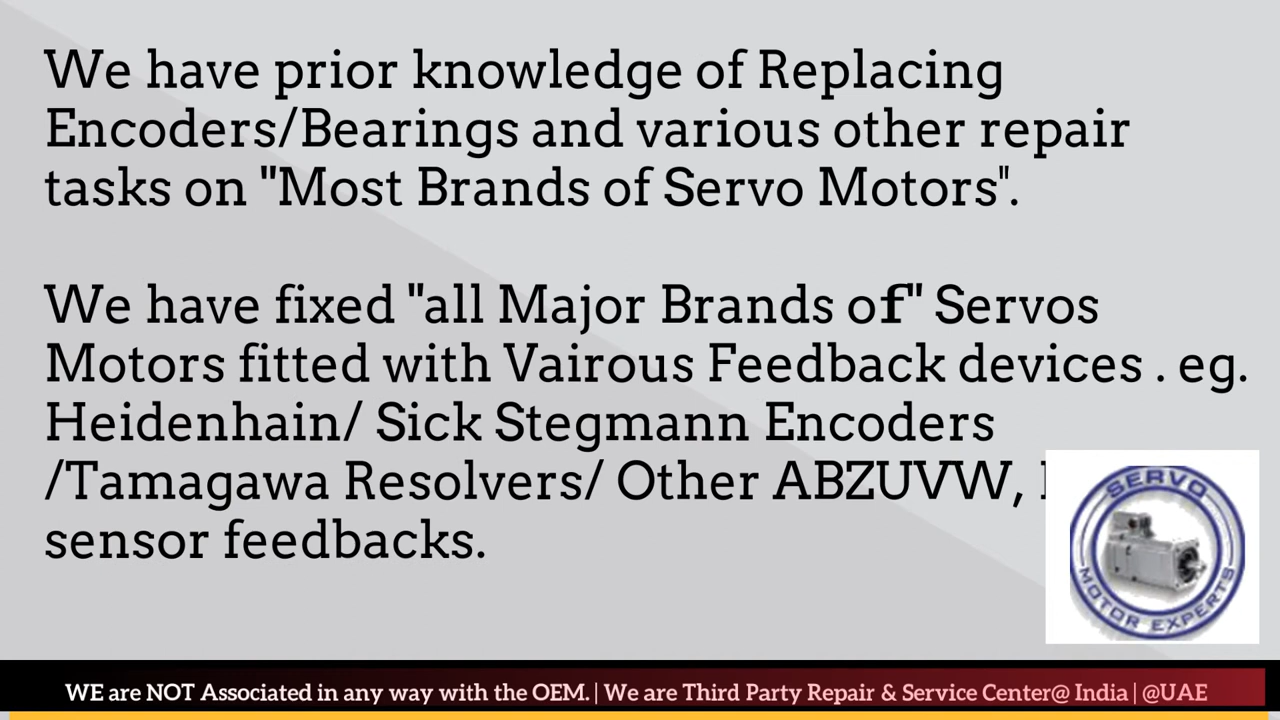 We have prior knowledge of Replacing
Encoders/Bearings and various other repair
tasks on "Most Brands of Servo Motors".
We have fixed "all Major Brands of" Servos
Motors fitted with Vairous Feedback devices . eg.
Heidenhain/ Sick Stegmann Encoders
/Tamagawa Resolvers/ Other ABZUVW,
sensor feedbacks.
SERVO
MOTOR EXPERTS
WE are NOT Associated in any way with the OEM. | We are Third Party Repair & Service Center@ India | @UAE